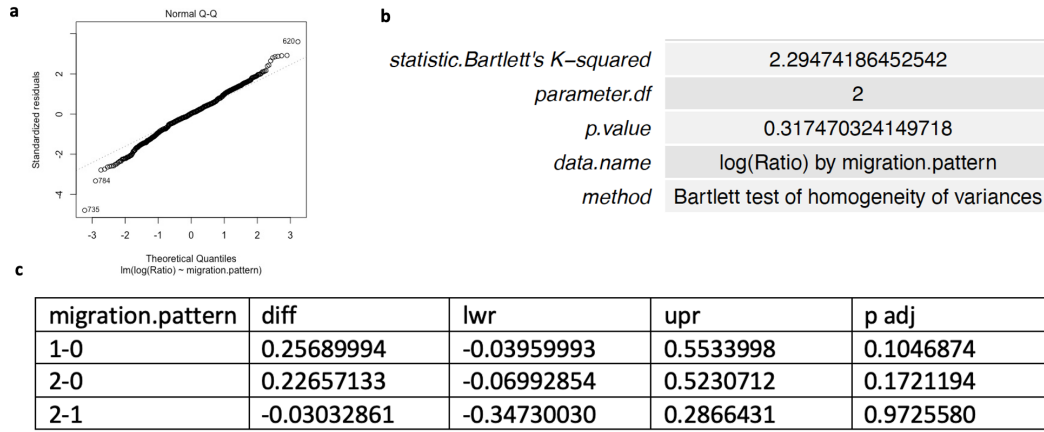 a
Normal Q-Q
620
784
735
Standardized residuals
2
0
-2
-4
-3 -2 -1 0 1 2 3
Theoretical Quantiles
lm(log(Ratio) ~ migration.pattern)
b
statistic.Bartlett's K−squared 2.29474186452542
parameter.df 2
p.value 0.317470324149718
data.name log(Ratio) by migration.pattern
method Bartlett test of homogeneity of variances
c
migration.pattern diff lwr upr p adj
1-0 0.25689994 -0.03959993 0.5533998 0.1046874
2-0 0.22657133 -0.06992854 0.5230712 0.1721194
2-1 -0.03032861 -0.34730030 0.2866431 0.9725580